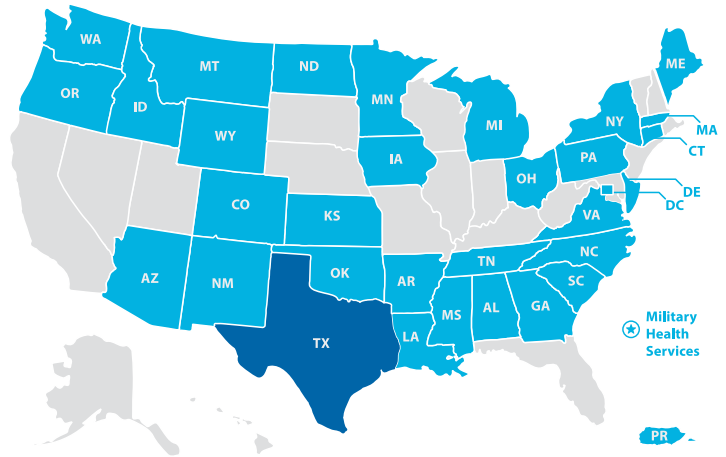 WA
ME
MT
ND
OR
MN
ID
NY
MI
MA
WY
CT
PA
IA
OH
DE
CO
DC
KS
VA
NC
TN
AZ
NM
OK
AR
SC
MS
AL
GA
Military
Health
Services
LA
TX
PR